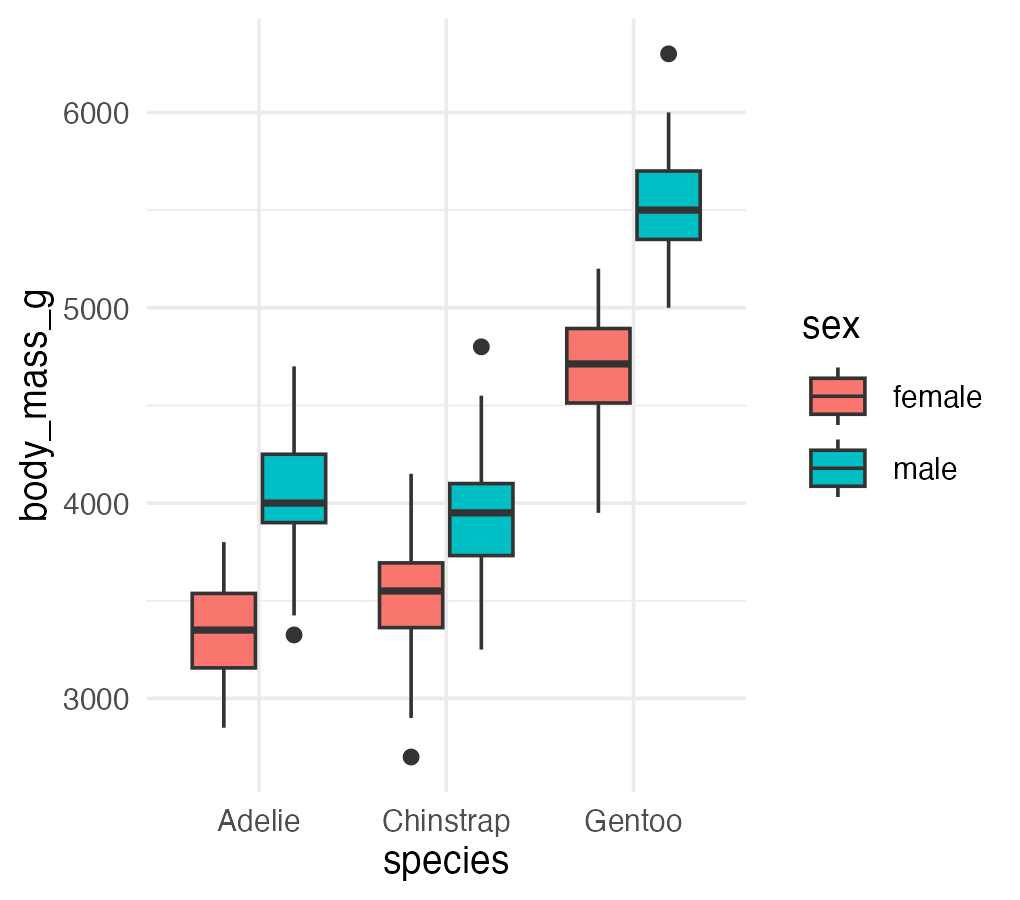 body_mass_g
6000
5000
4000
3000
Adelie Chinstrap Gentoo
species
sex
female
male